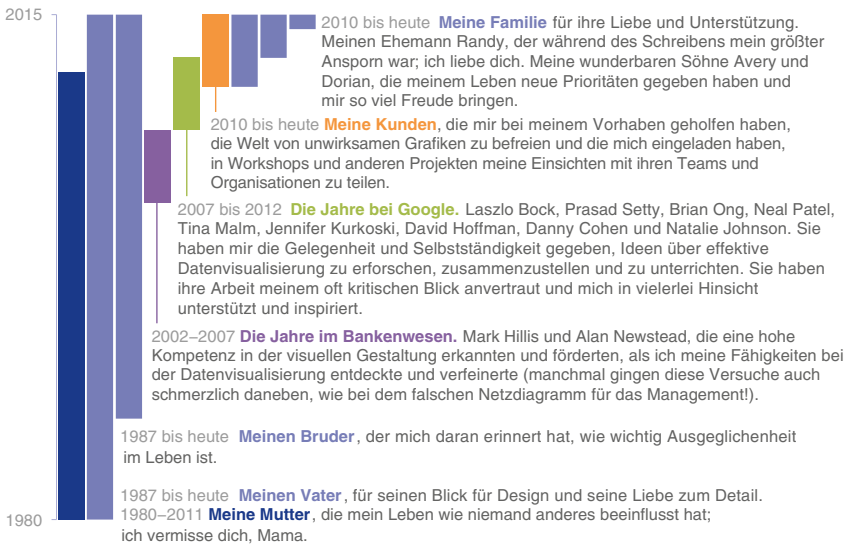 2015
2010 bis heute Meine Familie für ihre Liebe und Unterstützung.
Meinen Ehemann Randy, der während des Schreibens mein größter
Ansporn war; ich liebe dich. Meine wunderbaren Söhne Avery und
Dorian, die meinem Leben neue Prioritäten gegeben haben und
mir so viel Freude bringen.
2010 bis heute Meine Kunden, die mir bei meinem Vorhaben geholfen haben,
die Welt von unwirksamen Grafiken zu befreien und die mich eingeladen haben,
in Workshops und anderen Projekten meine Einsichten mit ihren Teams und
Organisationen zu teilen.
2007 bis 2012 Die Jahre bei Google. Laszlo Bock, Prasad Setty, Brian Ong, Neal Patel,
Tina Malm, Jennifer Kurkoski, David Hoffman, Danny Cohen und Natalie Johnson. Sie
haben mir die Gelegenheit und Selbstständigkeit gegeben, Ideen über effektive
Datenvisualisierung zu erforschen, zusammenzustellen und zu unterrichten. Sie haben
ihre Arbeit meinem oft kritischen Blick anvertraut und mich in vielerlei Hinsicht
unterstützt und inspiriert.
2002–2007 Die Jahre im Bankenwesen. Mark Hillis und Alan Newstead, die eine hohe
Kompetenz in der visuellen Gestaltung erkannten und förderten, als ich meine Fähigkeiten bei
der Datenvisualisierung entdeckte und verfeinerte (manchmal gingen diese Versuche auch
schmerzlich daneben, wie bei dem falschen Netzdiagramm für das Management!).
1987 bis heute Meinen Bruder, der mich daran erinnert hat, wie wichtig Ausgeglichenheit
im Leben ist.
1987 bis heute Meinen Vater, für seinen Blick für Design und seine Liebe zum Detail.
1980
1980–2011 Meine Mutter, die mein Leben wie niemand anderes beeinflusst hat;
ich vermisse dich, Mama.